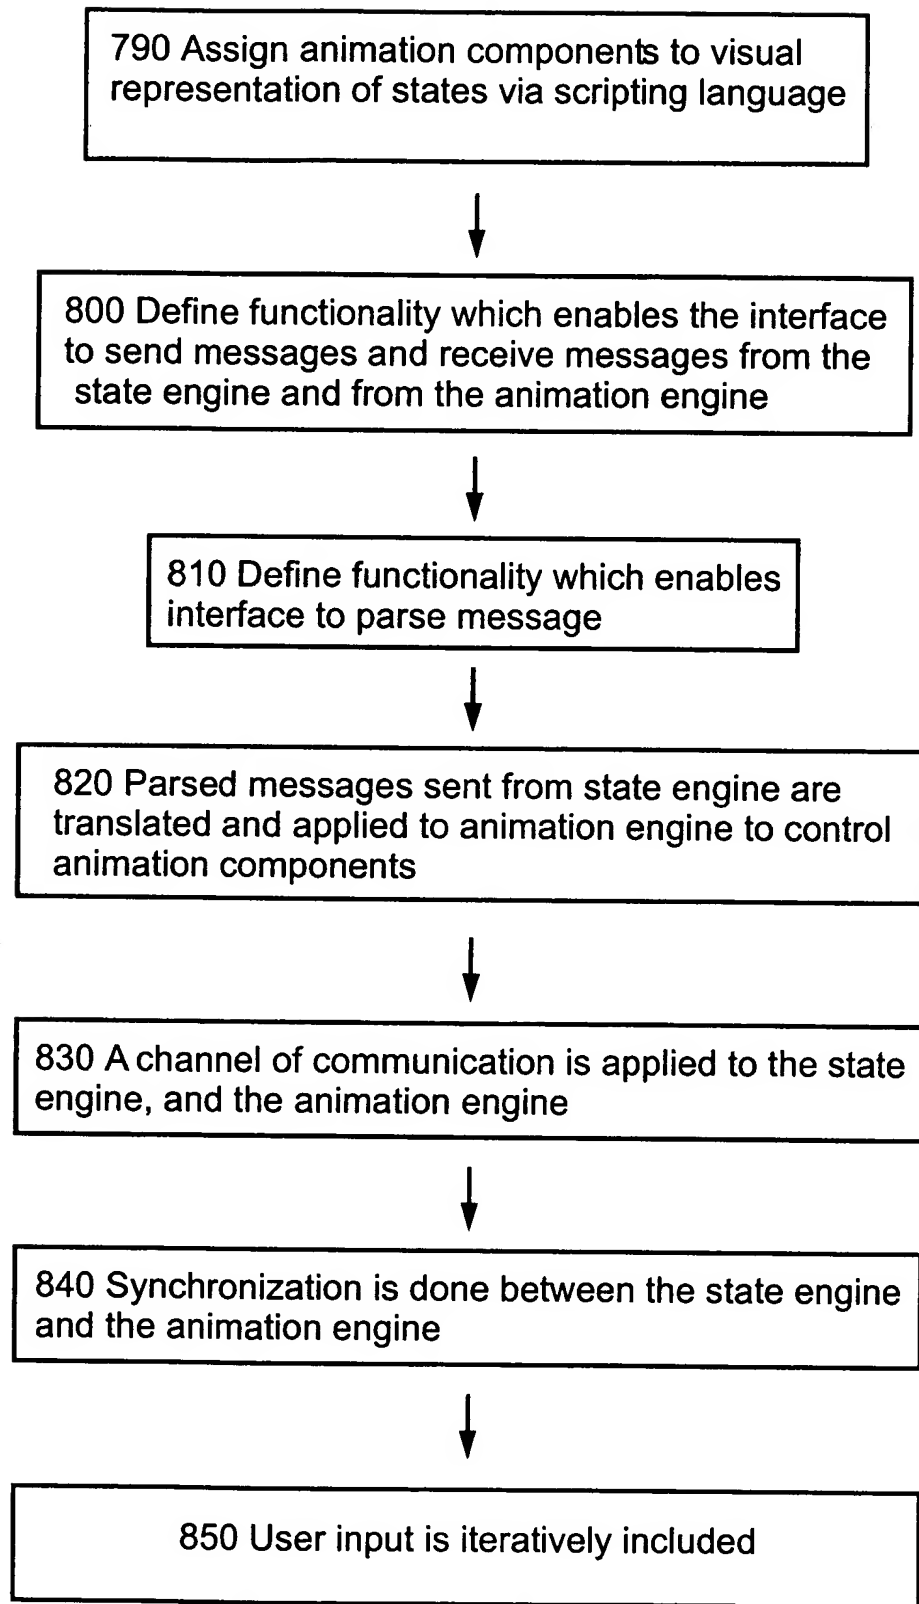 790 Assign animation components to visual
representation of states via scripting language
800 Define functionality which enables the interface
to send messages and receive messages from the
state engine and from the animation engine
810 Define functionality which enables
interface to parse message
820 Parsed messages sent from state engine are
translated and applied to animation engine to control
animation components
830 A channel of communication is applied to the state
engine, and the animation engine
840 Synchronization is done between the state engine
and the animation engine
850 User input is iteratively included